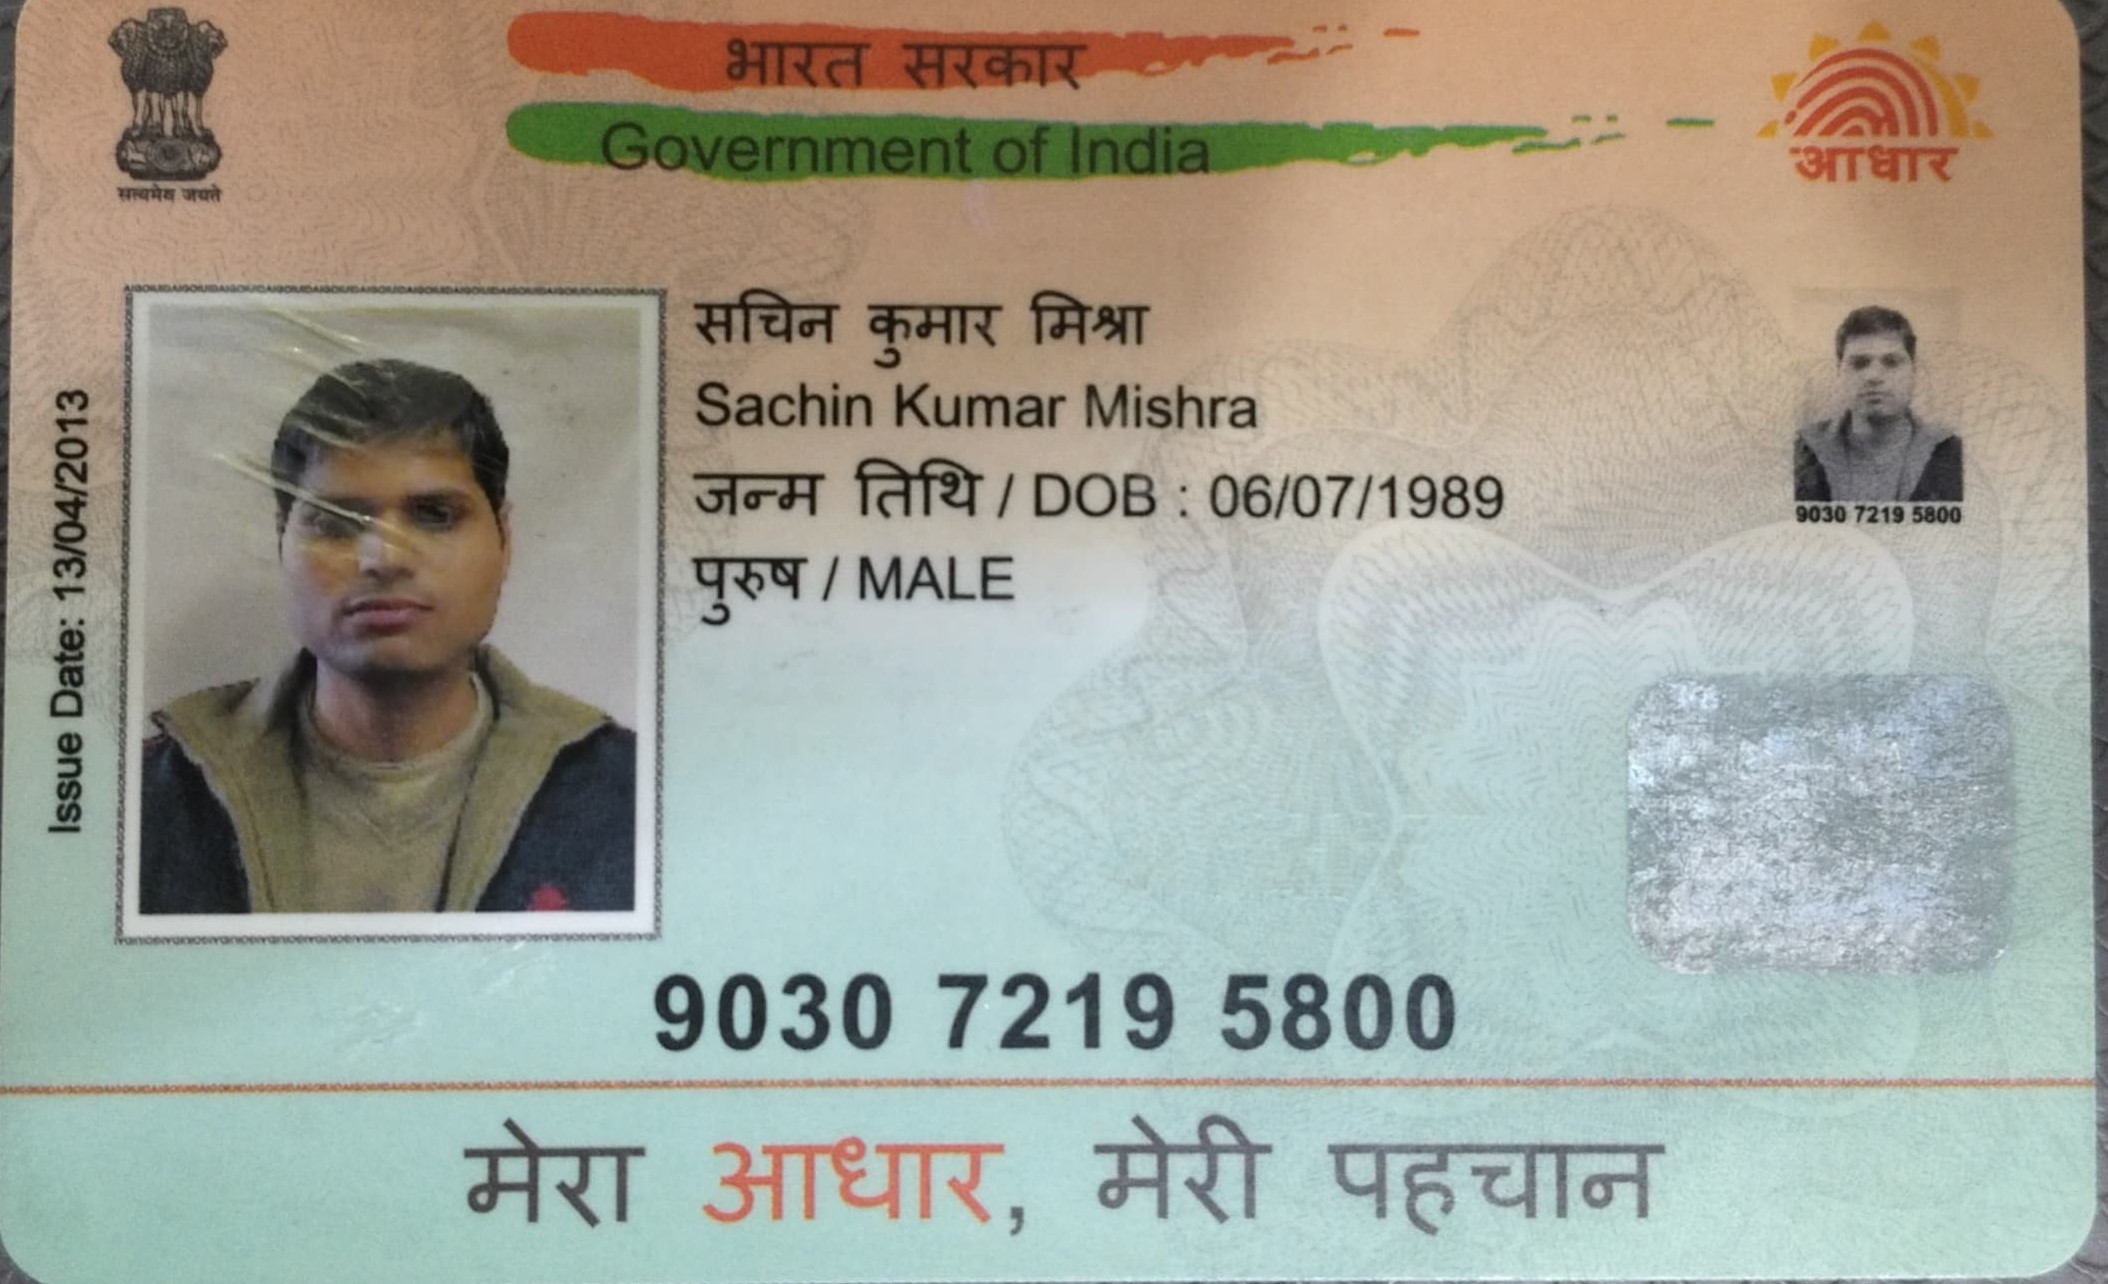 भारत सरकार
Government of India
सत्यमेव जयते
आधार
सचिन कुमार मिश्रा
Sachin Kumar Mishra
जन्म तिथि / DOB : 06/07/1989
पुरुष / MALE
9030 7219 5800
Issue Date: 13/04/2013
9030 7219 5800
मेरा आधार, मेरी पहचान